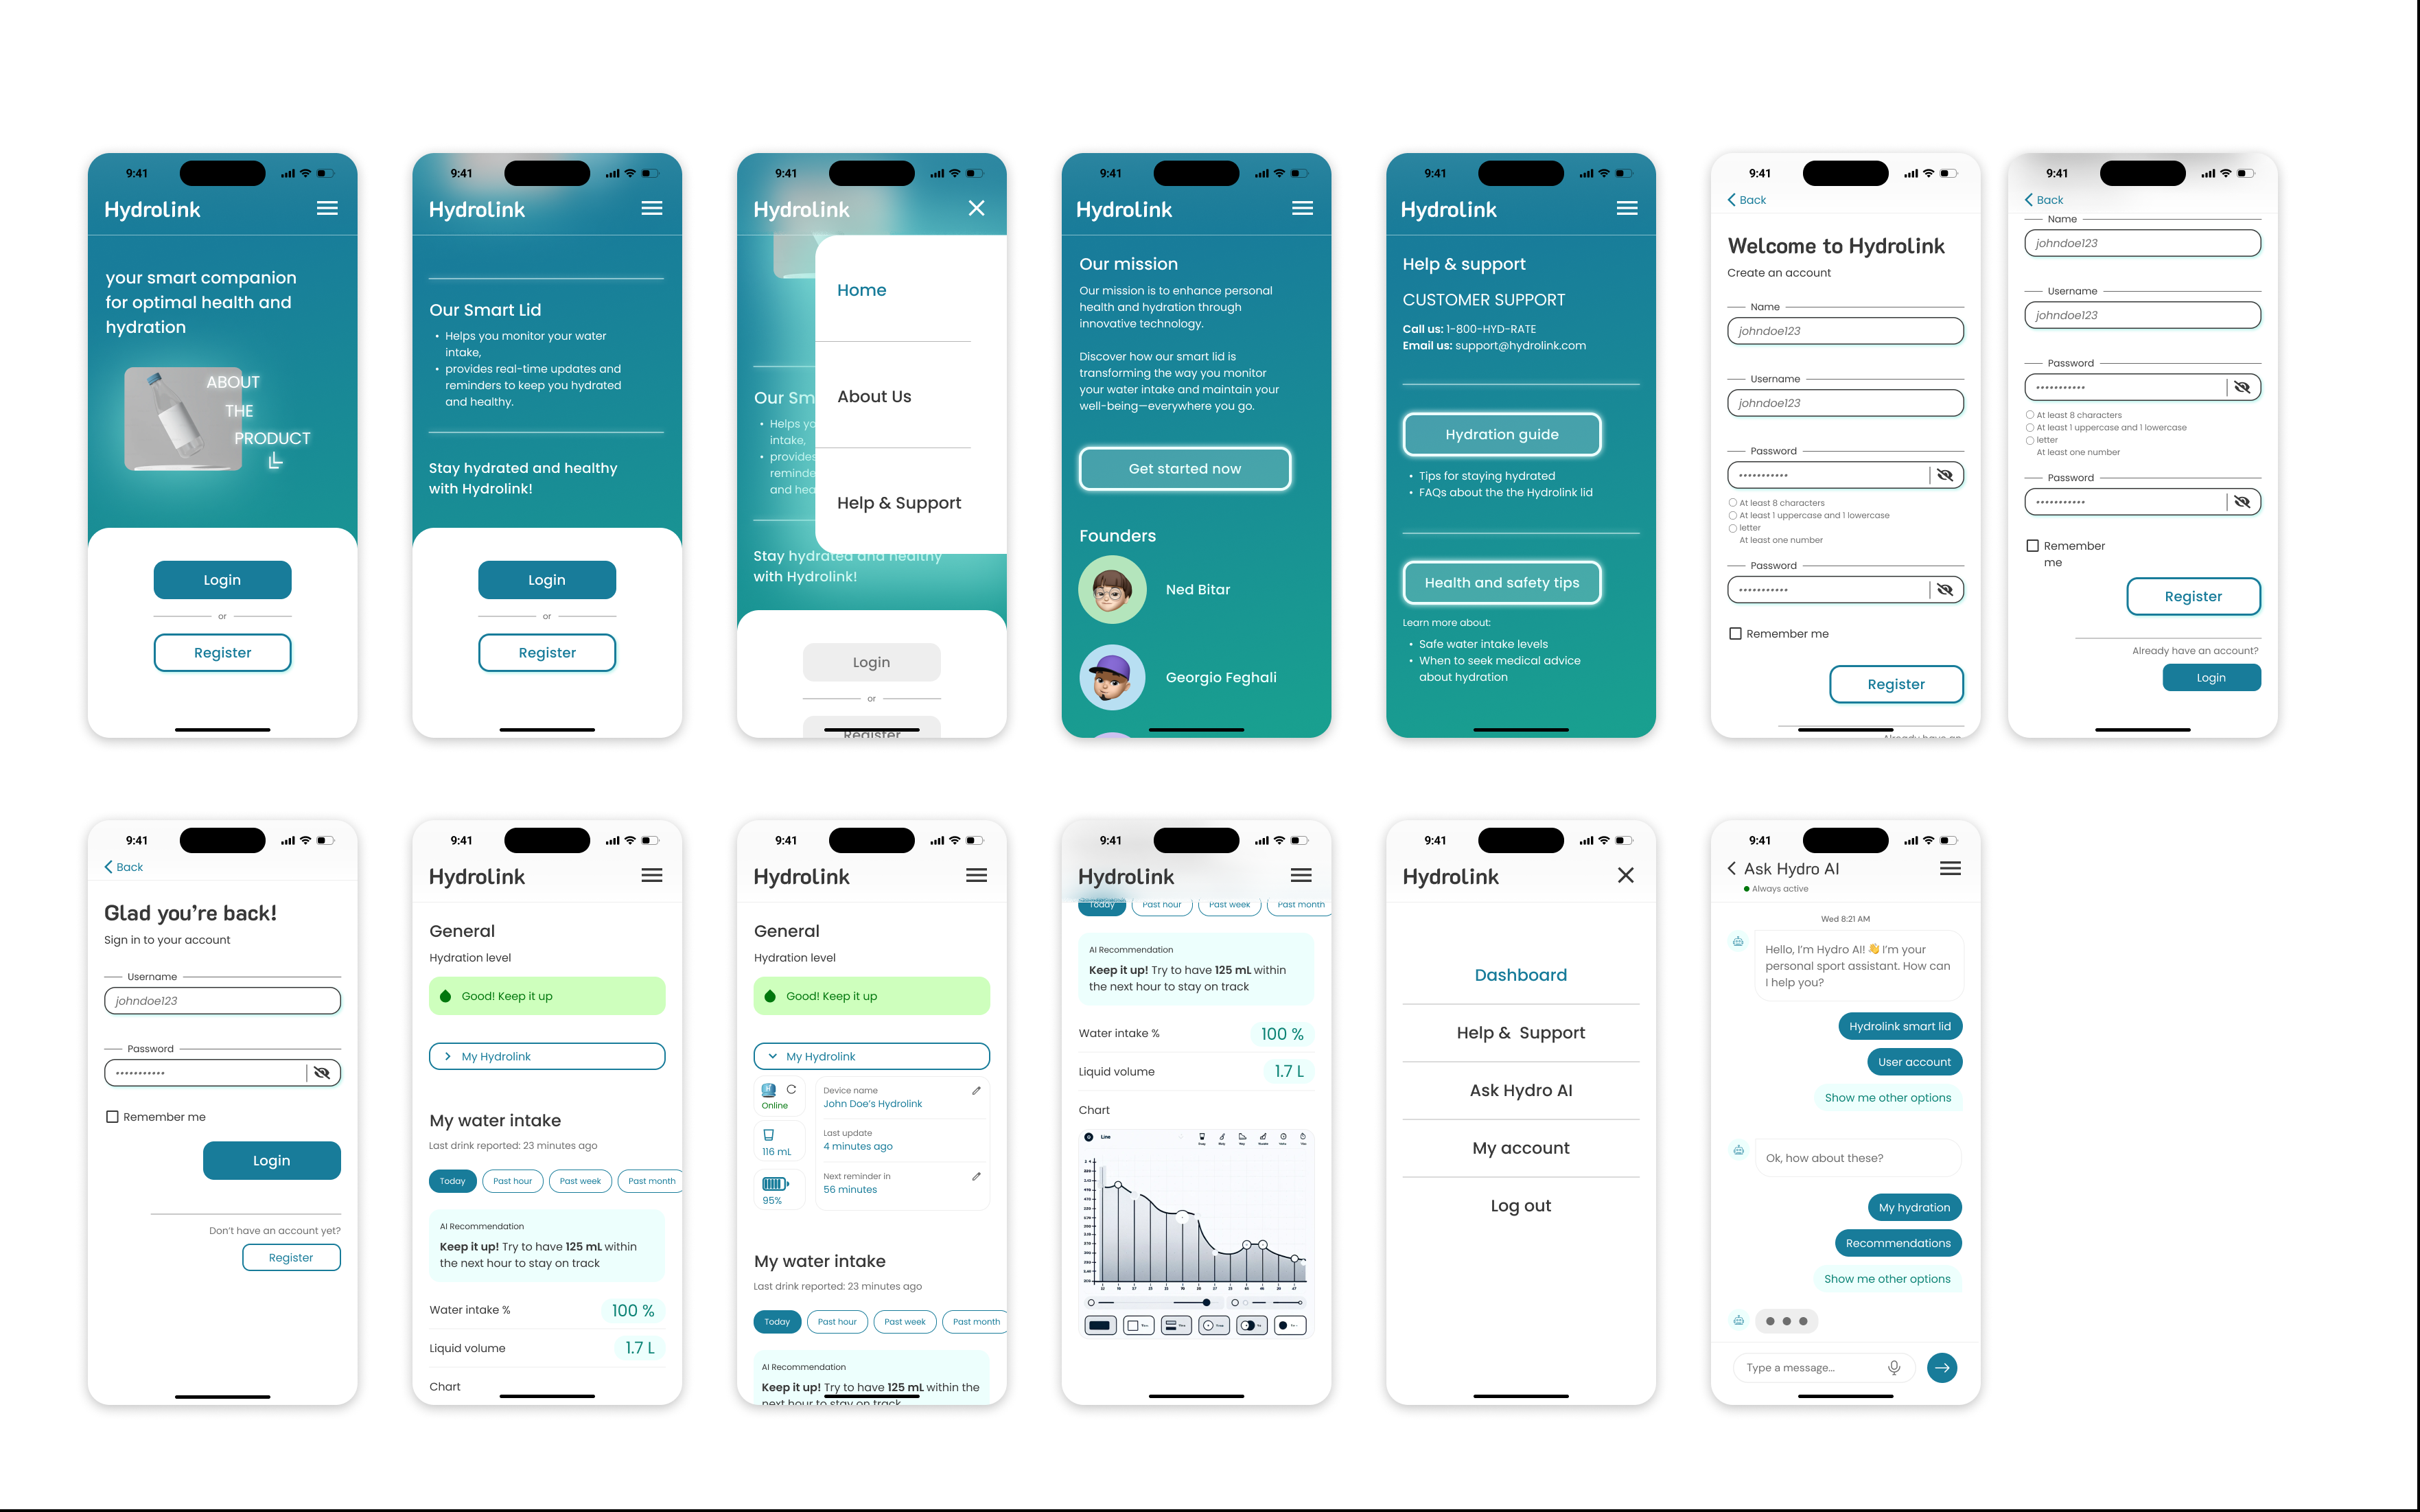 9:41
Hydrolink
your smart companion
for optimal health and
hydration
ABOUT
THE
PRODUCT
Login
or
Register
9:41
Hydrolink
Our Smart Lid
• Helps you monitor your water
intake,
• provides real-time updates and
reminders to keep you hydrated
and healthy.
Stay hydrated and healthy
with Hydrolink!
Login
or
Register
9:41
Hydrolink
Home
About Us
Help & Support
Our Sm
• Helps yo
intake,
• provides
reminde
and hea
Stay hydrated and healthy
with Hydrolink!
Login
or
Register
9:41
Hydrolink
Our mission
Our mission is to enhance personal
health and hydration through
innovative technology.
Discover how our smart lid is
transforming the way you monitor
your water intake and maintain your
well-being—everywhere you go.
Get started now
Founders
Ned Bitar
Georgio Feghali
9:41
Hydrolink
Help & support
CUSTOMER SUPPORT
Call us: 1-800-HYD-RATE
Email us: support@hydrolink.com
Hydration guide
• Tips for staying hydrated
• FAQs about the the Hydrolink lid
Health and safety tips
Learn more about:
• Safe water intake levels
• When to seek medical advice
about hydration
9:41
Back
Welcome to Hydrolink
Create an account
Name
johndoe123
Username
johndoe123
Password
•••••••••••
At least 8 characters
At least 1 uppercase and 1 lowercase
letter
At least one number
Password
•••••••••••
Remember me
Register
Already have an
9:41
Back
Name
johndoe123
Username
johndoe123
Password
•••••••••••
At least 8 characters
At least 1 uppercase and 1 lowercase
letter
At least one number
Password
•••••••••••
Remember
me
Register
Already have an account?
Login
9:41
Back
Glad you’re back!
Sign in to your account
Username
johndoe123
Password
•••••••••••
Remember me
Login
Don’t have an account yet?
Register
9:41
Hydrolink
General
Hydration level
Good! Keep it up
My Hydrolink
My water intake
Last drink reported: 23 minutes ago
Today Past hour Past week Past month
AI Recommendation
Keep it up! Try to have 125 mL within
the next hour to stay on track
Water intake % 100 %
Liquid volume 1.7 L
Chart
9:41
Hydrolink
General
Hydration level
Good! Keep it up
My Hydrolink
Online
116 mL
95%
Device name
John Doe’s Hydrolink
Last update
4 minutes ago
Next reminder in
56 minutes
My water intake
Last drink reported: 23 minutes ago
Today Past hour Past week Past month
AI Recommendation
Keep it up! Try to have 125 mL within the
next hour to stay on track
9:41
Hydrolink
Today Past hour Past week Past month
AI Recommendation
Keep it up! Try to have 125 mL within
the next hour to stay on track
Water intake % 100 %
Liquid volume 1.7 L
Chart
Line
9:41
Hydrolink
Dashboard
Help & Support
Ask Hydro AI
My account
Log out
9:41
Ask Hydro AI
Always active
Wed 8:21 AM
Hello, I’m Hydro AI! 👋 I’m your
personal sport assistant. How can
I help you?
Hydrolink smart lid
User account
Show me other options
Ok, how about these?
My hydration
Recommendations
Show me other options
Type a message...